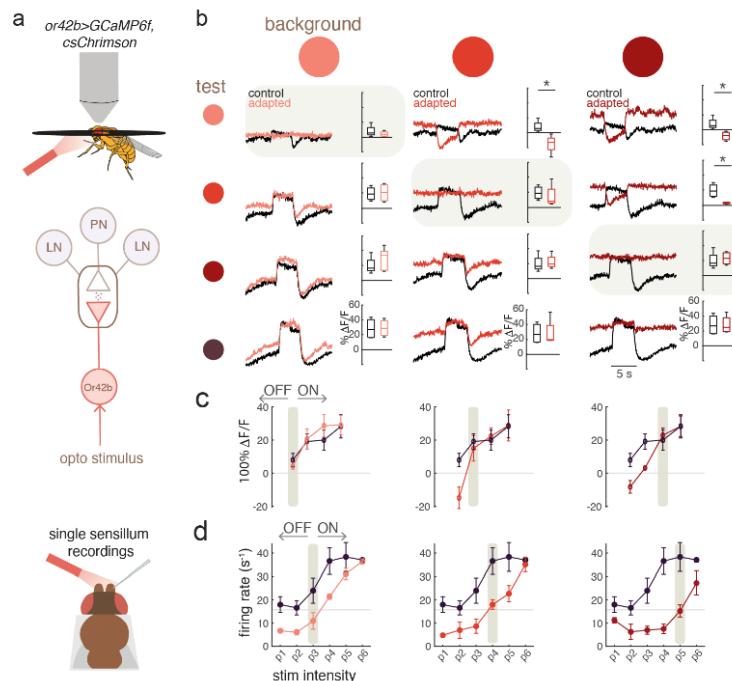 a
or42b>GCaMP6f,
csChrimson
PN
LN
LN
Or42b
opto stimulus
single sensillum
recordings
b
background
test
control
adapted
control
adapted
*
control
adapted
*
*
% ΔF/F
60
40
20
0
% ΔF/F
60
40
20
0
% ΔF/F
60
40
20
0
5 s
c
OFF ON
100% ΔF/F
40
20
0
-20
40
20
0
-20
40
20
0
-20
d
OFF ON
firing rate (s-1)
40
30
20
10
0
p1 p2 p3 p4 p5 p6
stim intensity
40
30
20
10
0
p1 p2 p3 p4 p5 p6
40
30
20
10
0
p1 p2 p3 p4 p5 p6